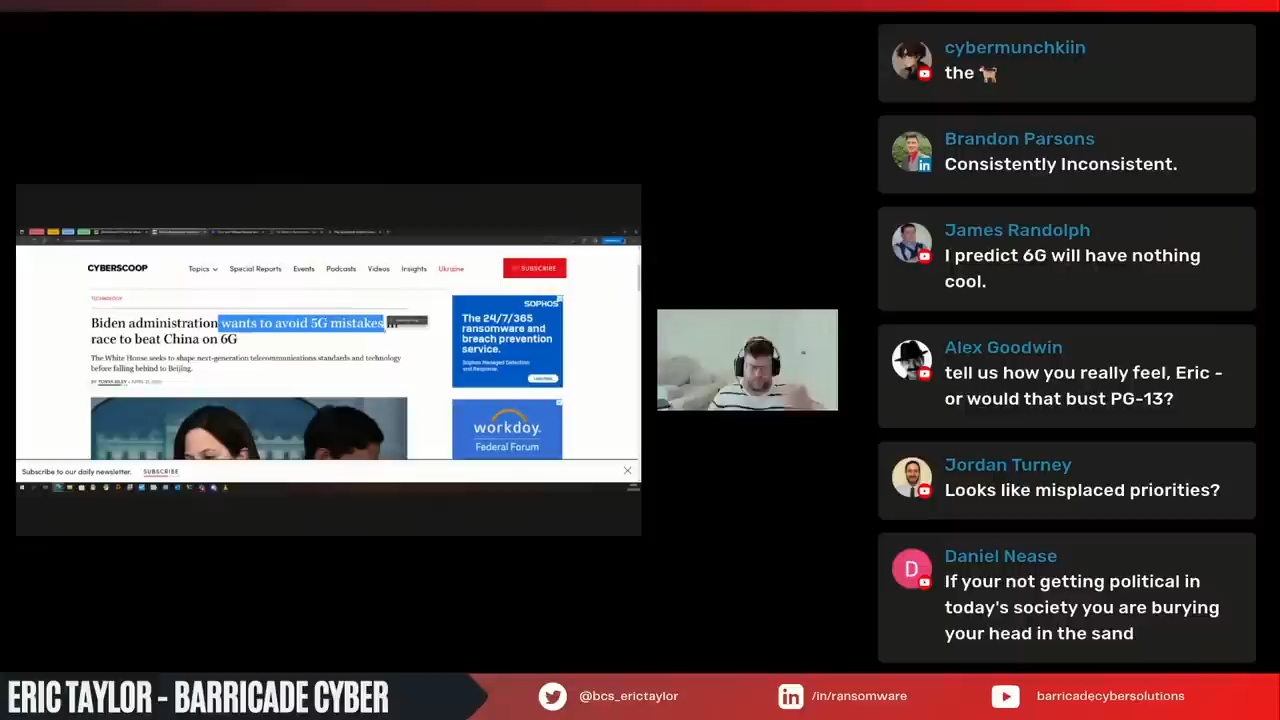 CYBERSCOOP
Topics
Special Reports
Events
Podcasts
Videos
Insights
Ukraine
SUBSCRIBE
TECHNOLOGY
Biden administration wants to avoid 5G mistakes in
race to beat China on 6G
The White House seeks to shape next-generation telecommunications standards and technology
before falling behind to Beijing.
SOPHOS
The 24/7/365
ransomware and
breach prevention
service.
Sophos Managed Detection
and Response.
workday.
Federal Forum
Subscribe to our daily newsletter.
SUBSCRIBE
cybermunchkiin
the 🐐
Brandon Parsons
Consistently Inconsistent.
James Randolph
I predict 6G will have nothing
cool.
Alex Goodwin
tell us how you really feel, Eric -
or would that bust PG-13?
Jordan Turney
Looks like misplaced priorities?
D
Daniel Nease
If your not getting political in
today's society you are burying
your head in the sand
ERIC TAYLOR - BARRICADE CYBER
@bcs_erictaylor
/in/ransomware
barricadecybersolutions